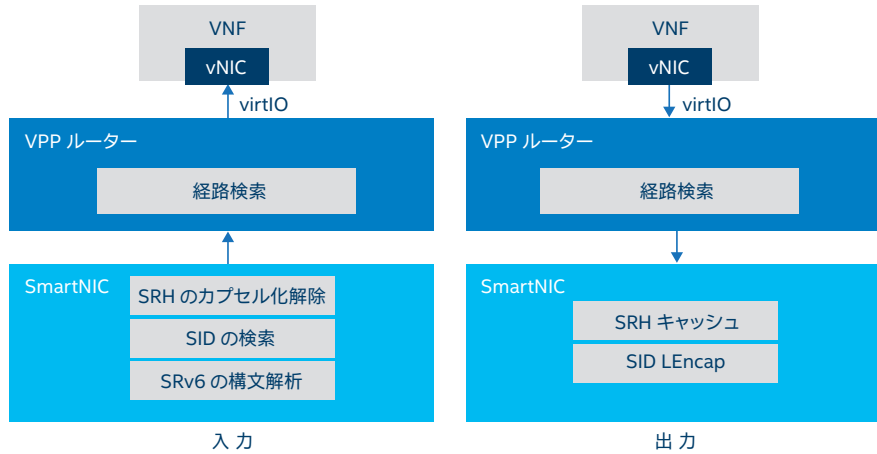 VNF
vNIC
virtIO
VPP ルーター
経路検索
SmartNIC
SRH のカプセル化解除
SID の検索
SRv6 の構文解析
入 力
VNF
vNIC
virtIO
VPP ルーター
経路検索
SmartNIC
SRH キャッシュ
SID LEncap
出 力